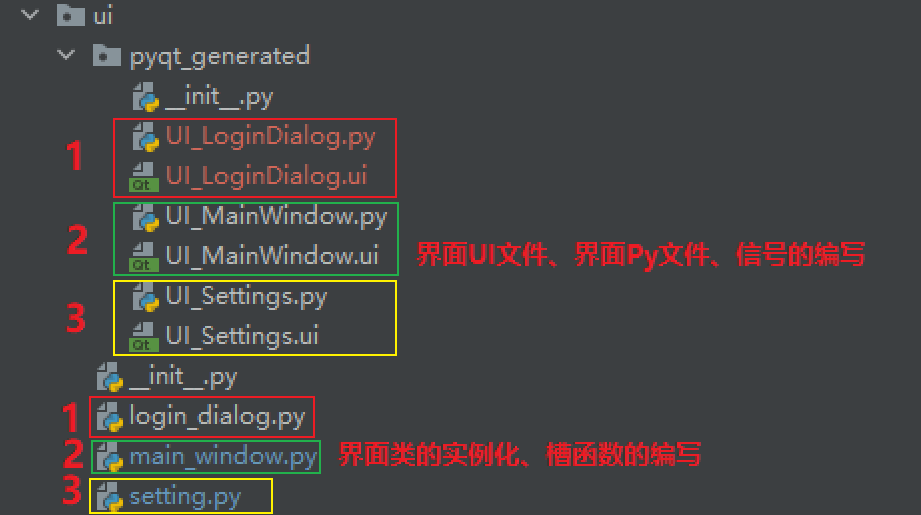 ui
pyqt_generated
__init__.py
1
UI_LoginDialog.py
Qt UI_LoginDialog.ui
2
UI_MainWindow.py
Qt UI_MainWindow.ui
界面UI文件、界面Py文件、信号的编写
3
UI_Settings.py
Qt UI_Settings.ui
__init__.py
1 login_dialog.py
2 main_window.py 界面类的实例化、槽函数的编写
3 setting.py